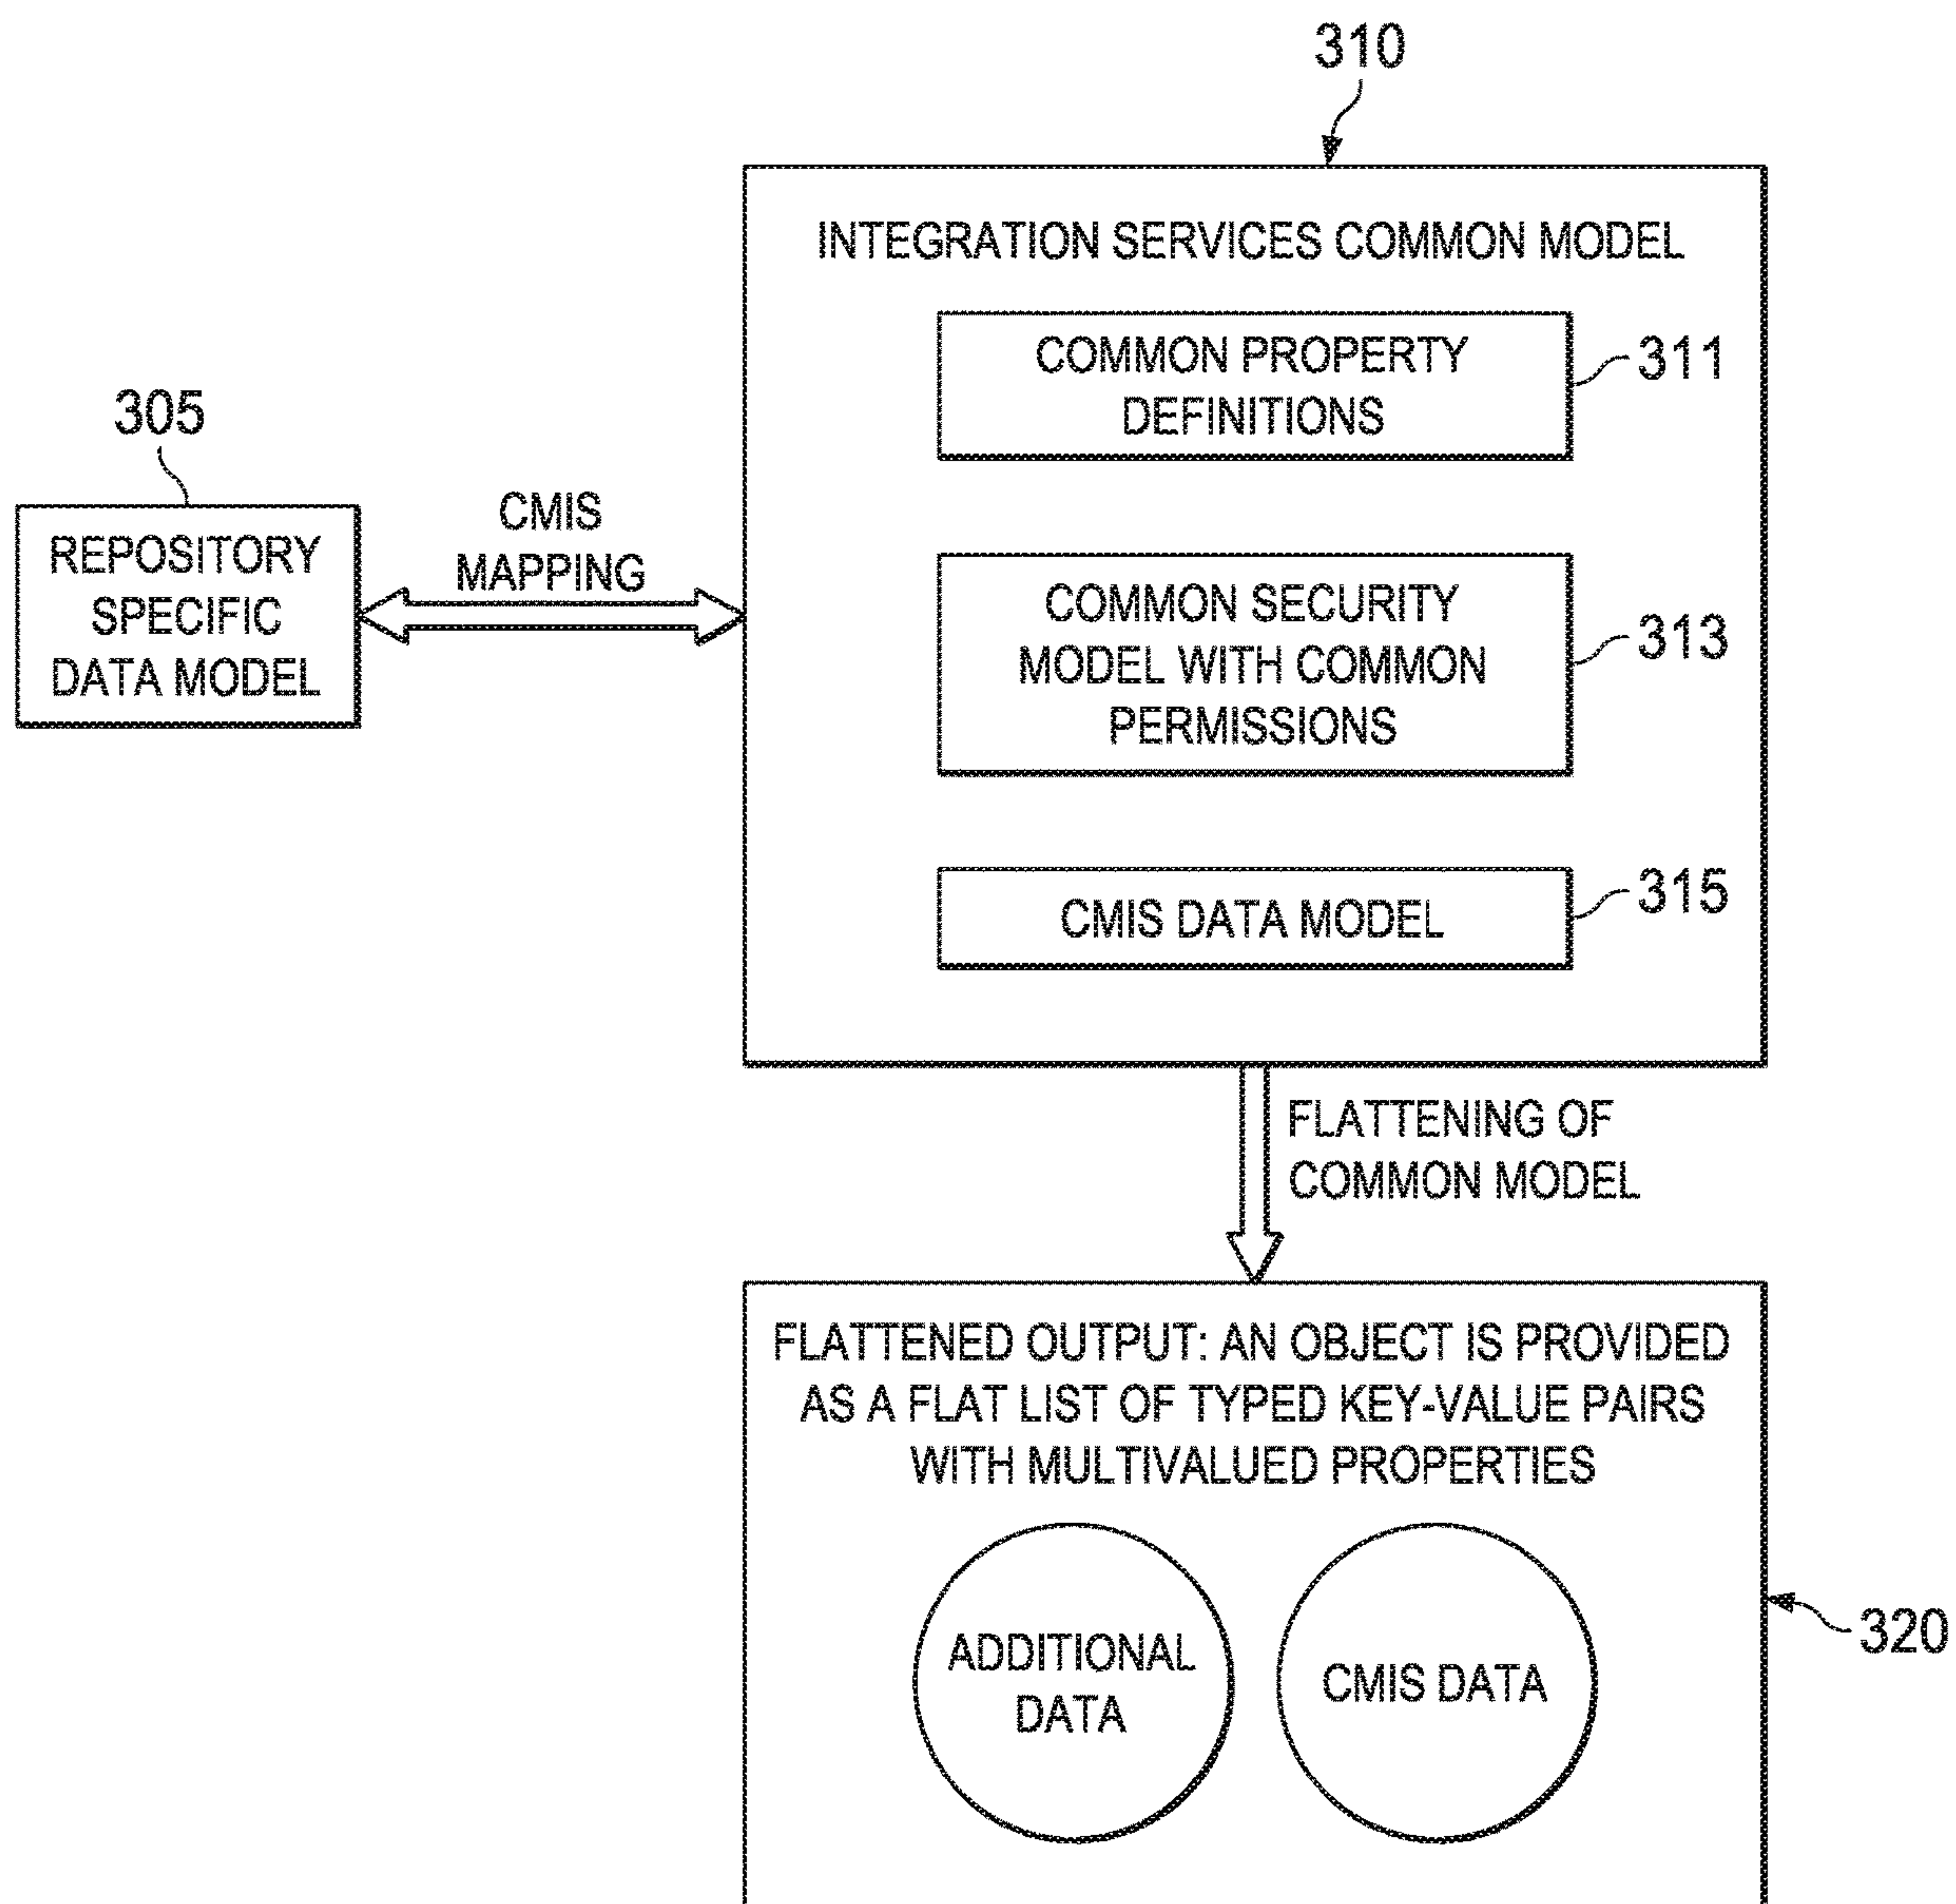 310
INTEGRATION SERVICES COMMON MODEL
COMMON PROPERTY
DEFINITIONS
311
305
REPOSITORY
SPECIFIC
DATA MODEL
CMIS
MAPPING
COMMON SECURITY
MODEL WITH COMMON
PERMISSIONS
313
CMIS DATA MODEL
315
FLATTENING OF
COMMON MODEL
FLATTENED OUTPUT: AN OBJECT IS PROVIDED
AS A FLAT LIST OF TYPED KEY-VALUE PAIRS
WITH MULTIVALUED PROPERTIES
ADDITIONAL
DATA
CMIS DATA
320